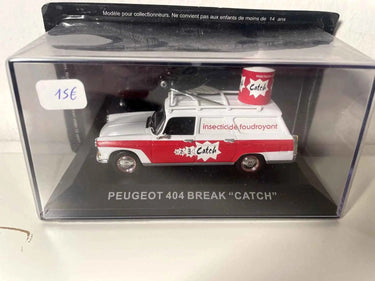 Modèle pour collectionneurs. Ne convient pas aux enfants de moins de 14 ans
15€
Catch
insecticide foudroyant
Catch
PEUGEOT 404 BREAK "CATCH"